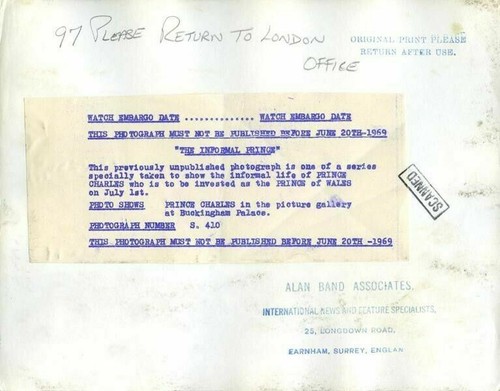 97 PLEASE RETURN TO LONDON
OFFICE
ORIGINAL PRINT PLEASE
RETURN AFTER USE.
WATCH EMBARGO DATE .............. WATCH EMBARGO DATE
THIS PHOTOGRAPH MUST NOT BE PUBLISHED BEFORE JUNE 20TH-1969
"THE INFORMAL PRINCE"
This previously unpublished photograph is one of a series
specially taken to show the informal life of PRINCE
CHARLES who is to be invested as the PRINCE OF WALES
on July 1st.
PHOTO SHOWS PRINCE CHARLES in the picture gallery
at Buckingham Palace.
PHOTOGRAPH NUMBER S. 410
THIS PHOTOGRAPH MUST NOT BE PUBLISHED BEFORE JUNE 20TH -1969
SCANNED
ALAN BAND ASSOCIATES.
INTERNATIONAL NEWS AND FEATURE SPECIALISTS,
25, LONGDOWN ROAD,
EARNHAM, SURREY, ENGLAN